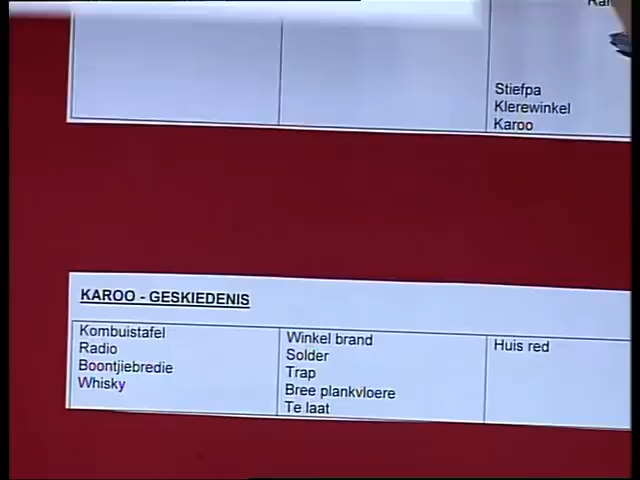 Stiefpa
Klerewinkel
Karoo
KAROO - GESKIEDENIS
Kombuistafel
Radio
Boontjiebredie
Whisky
Winkel brand
Solder
Trap
Bree plankvloere
Te laat
Huis red